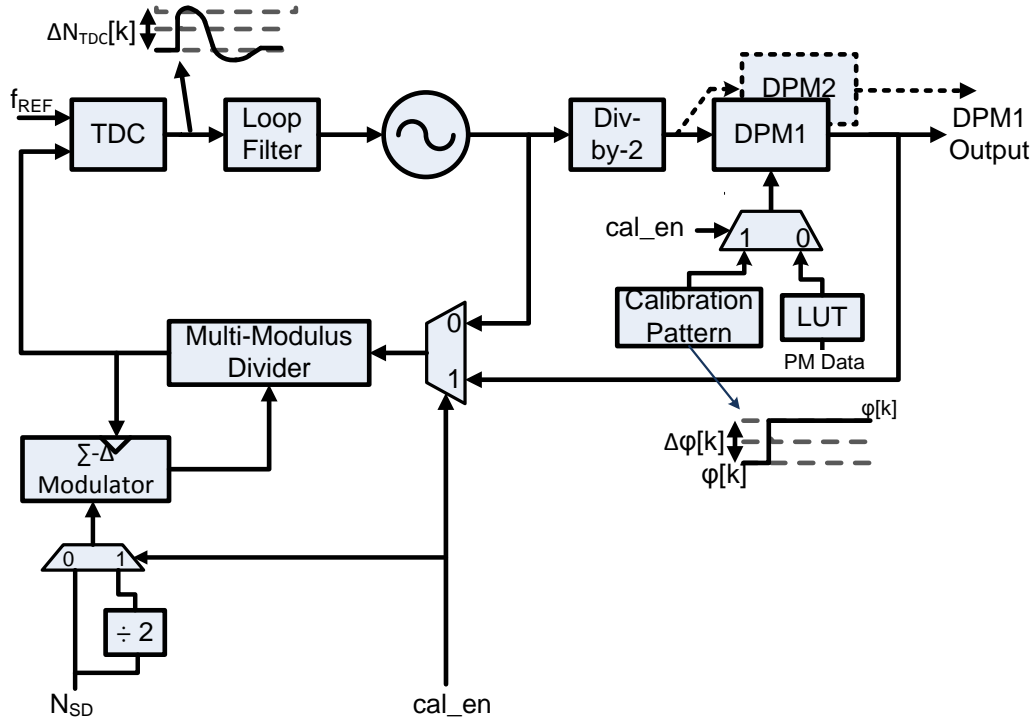 ΔN_TDC[k]
f_REF
TDC
Loop
Filter
Div-
by-2
DPM2
DPM1
DPM1
Output
cal_en
1 0
Calibration
Pattern
LUT
PM Data
Multi-Modulus
Divider
0
1
φ[k]
Δφ[k]
φ[k]
∑-Δ
Modulator
0 1
÷ 2
N_SD
cal_en